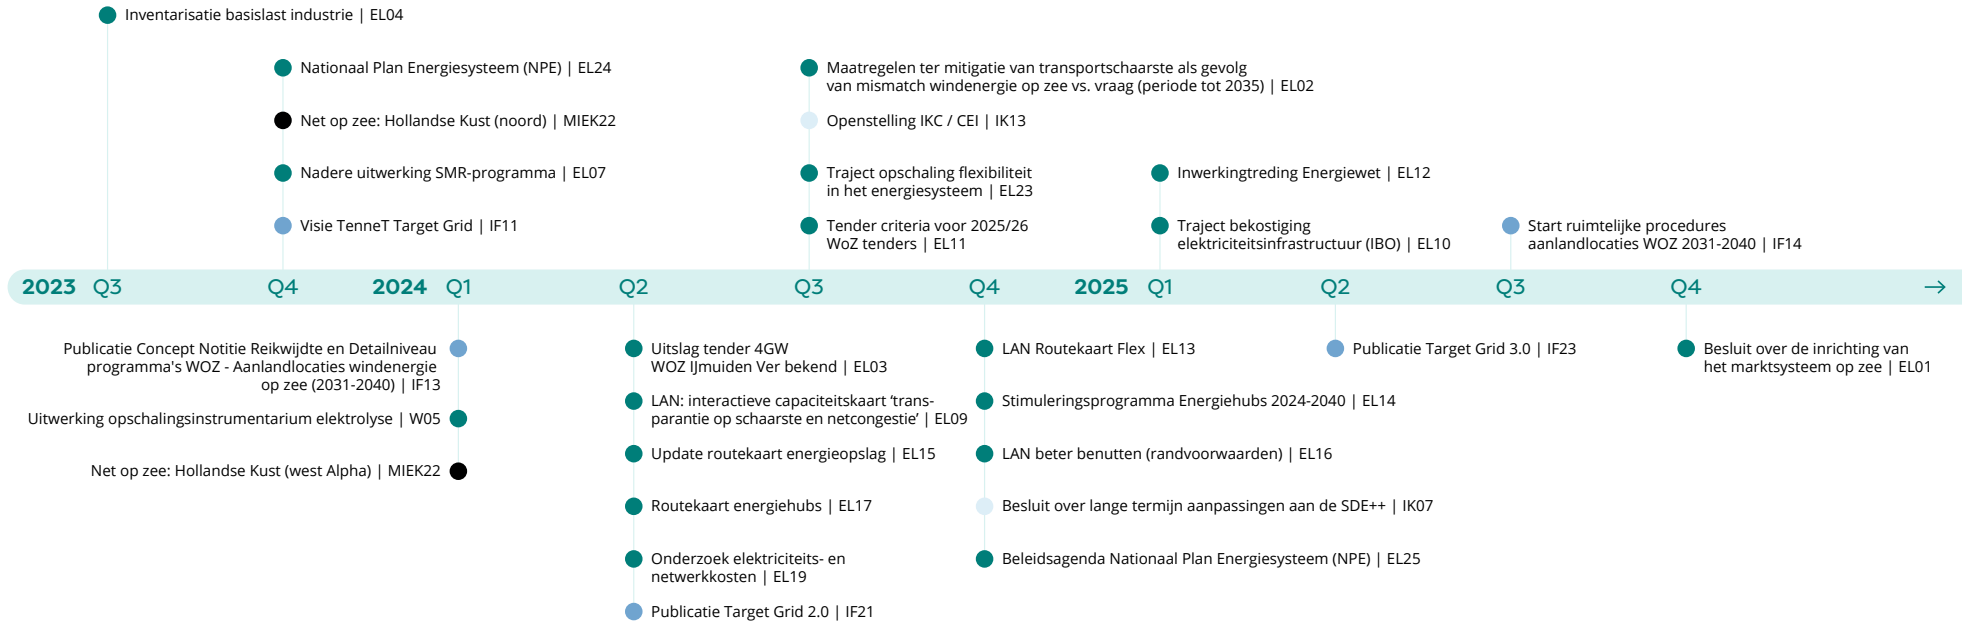 Inventarisatie basislast industrie | EL04
Nationaal Plan Energiesysteem (NPE) | EL24
Net op zee: Hollandse Kust (noord) | MIEK22
Nadere uitwerking SMR-programma | EL07
Visie TenneT Target Grid | IF11
Maatregelen ter mitigatie van transportschaarste als gevolg
van mismatch windenergie op zee vs. vraag (periode tot 2035) | EL02
Openstelling IKC / CEI | IK13
Traject opschaling flexibiliteit
in het energiesysteem | EL23
Tender criteria voor 2025/26
WoZ tenders | EL11
Inwerkingtreding Energiewet | EL12
Traject bekostiging
elektriciteitsinfrastructuur (IBO) | EL10
Start ruimtelijke procedures
aanlandlocaties WOZ 2031-2040 | IF14
2023 Q3 Q4 2024 Q1 Q2 Q3 Q4 2025 Q1 Q2 Q3 Q4 →
Publicatie Concept Notitie Reikwijdte en Detailniveau
programma's WOZ - Aanlandlocaties windenergie
op zee (2031-2040) | IF13
Uitwerking opschalingsinstrumentarium elektrolyse | W05
Net op zee: Hollandse Kust (west Alpha) | MIEK22
Uitslag tender 4GW
WOZ IJmuiden Ver bekend | EL03
LAN: interactieve capaciteitskaart ‘trans-
parantie op schaarste en netcongestie’ | EL09
Update routekaart energieopslag | EL15
Routekaart energiehubs | EL17
Onderzoek elektriciteits- en
netwerkkosten | EL19
Publicatie Target Grid 2.0 | IF21
LAN Routekaart Flex | EL13
Stimuleringsprogramma Energiehubs 2024-2040 | EL14
LAN beter benutten (randvoorwaarden) | EL16
Besluit over lange termijn aanpassingen aan de SDE++ | IK07
Beleidsagenda Nationaal Plan Energiesysteem (NPE) | EL25
Publicatie Target Grid 3.0 | IF23
Besluit over de inrichting van
het marktsysteem op zee | EL01